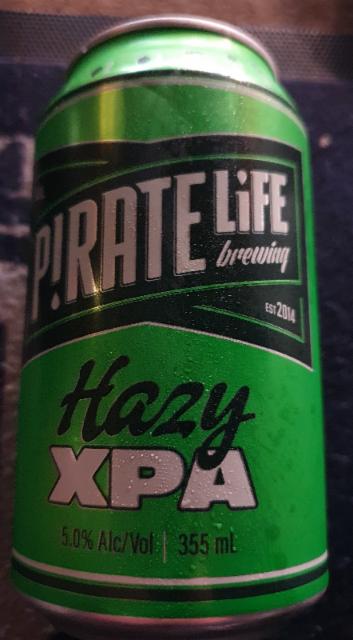 P!RATE LiFE
brewing
EST 2014
Hazy
XPA
5.0% Alc/Vol | 355 mL